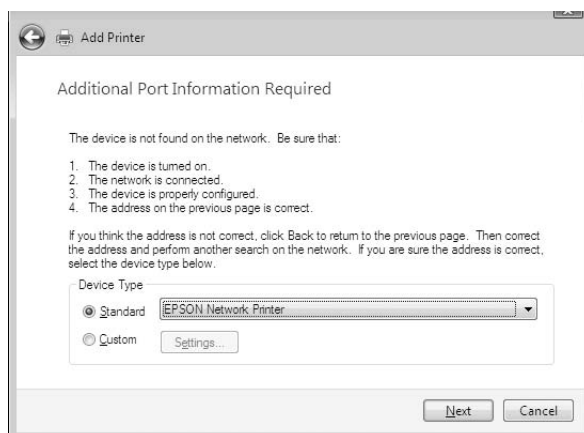 Add Printer
Additional Port Information Required
The device is not found on the network. Be sure that:
1. The device is turned on.
2. The network is connected.
3. The device is properly configured.
4. The address on the previous page is correct.
If you think the address is not correct, click Back to return to the previous page. Then correct
the address and perform another search on the network. If you are sure the address is correct,
select the device type below.
Device Type
Standard EPSON Network Printer
Custom Settings...
Next Cancel